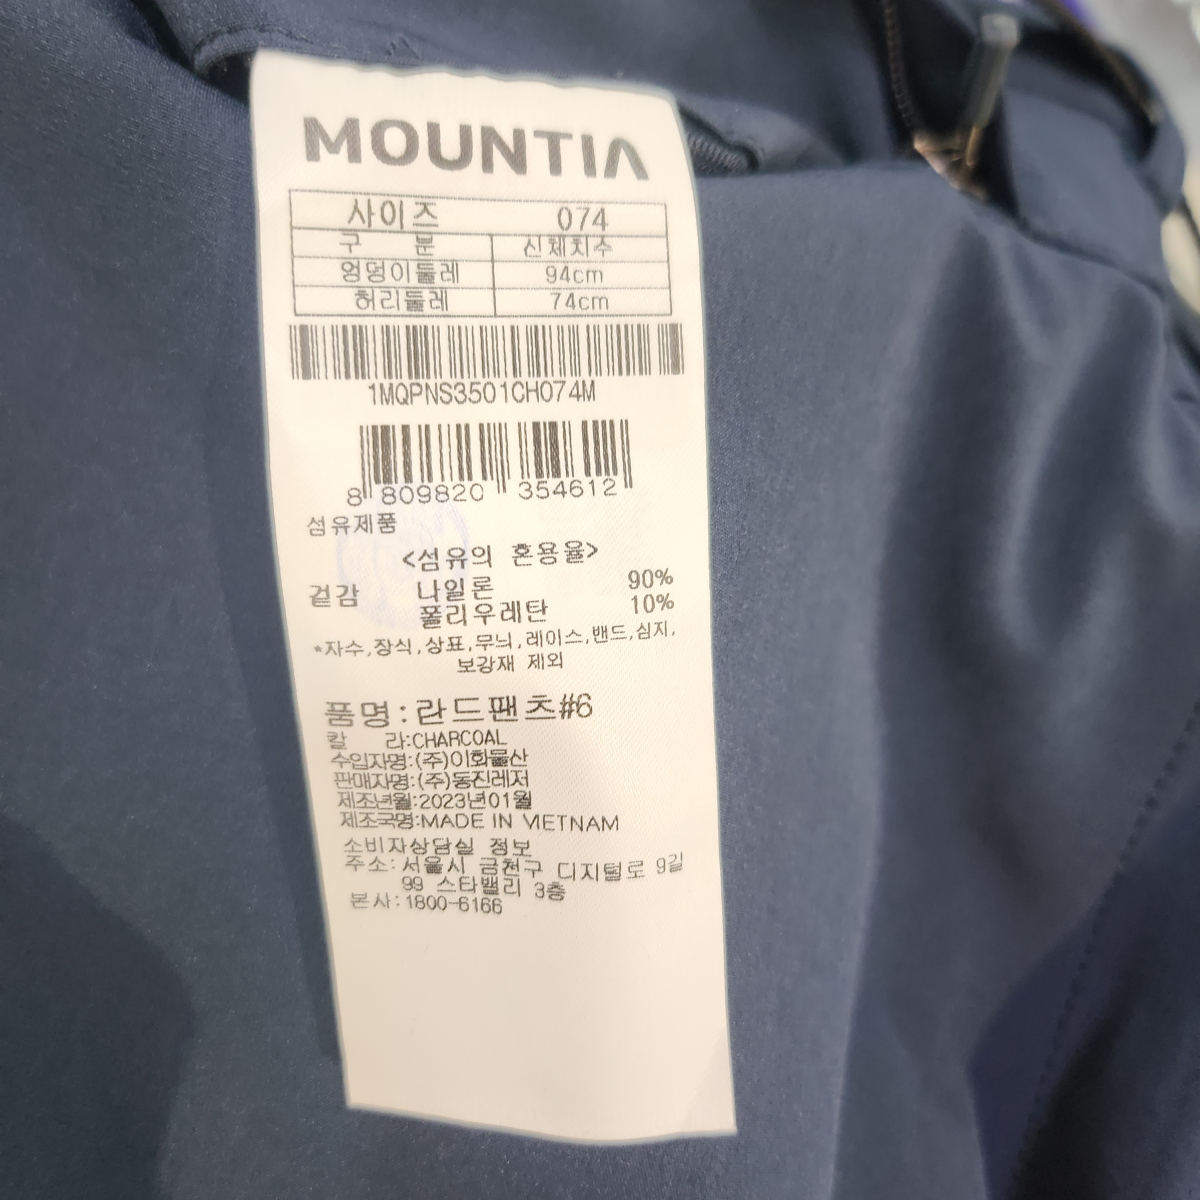 MOUNTIA
사이즈 074
구 분 신체치수
엉덩이둘레 94cm
허리둘레 74cm
1MQPNS3501CH074M
8 809820 354612
섬유제품
<섬유의 혼용율>
겉감 나일론 90%
폴리우레탄 10%
*자수,장식,상표,무늬,레이스,밴드,심지,
보강재 제외
품명:란드팬츠#6
칼 라:CHARCOAL
수입자명:(주)이화물산
판매자명:(주)동진레저
제조년월:2023년01월
제조국명:MADE IN VIETNAM
소비자상담실 정보
주소:서울시 금천구 디지털로 9길
99 스타밸리 3층
본사:1800-6166